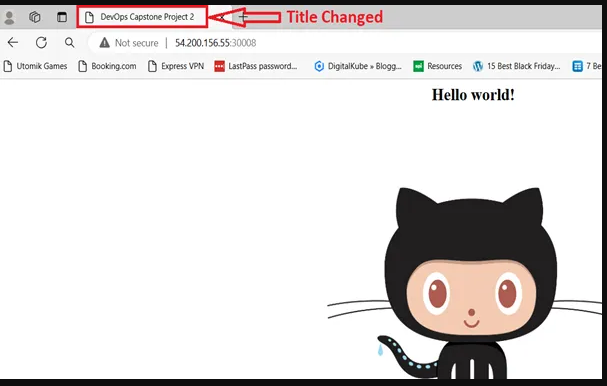 DevOps Capstone Project 2
Title Changed
Not secure | 54.200.156.55:30008
Utomik Games Booking.com Express VPN LastPass password... DigitalKube » Blogg... Resources 15 Best Black Friday... 7 Be
Hello world!